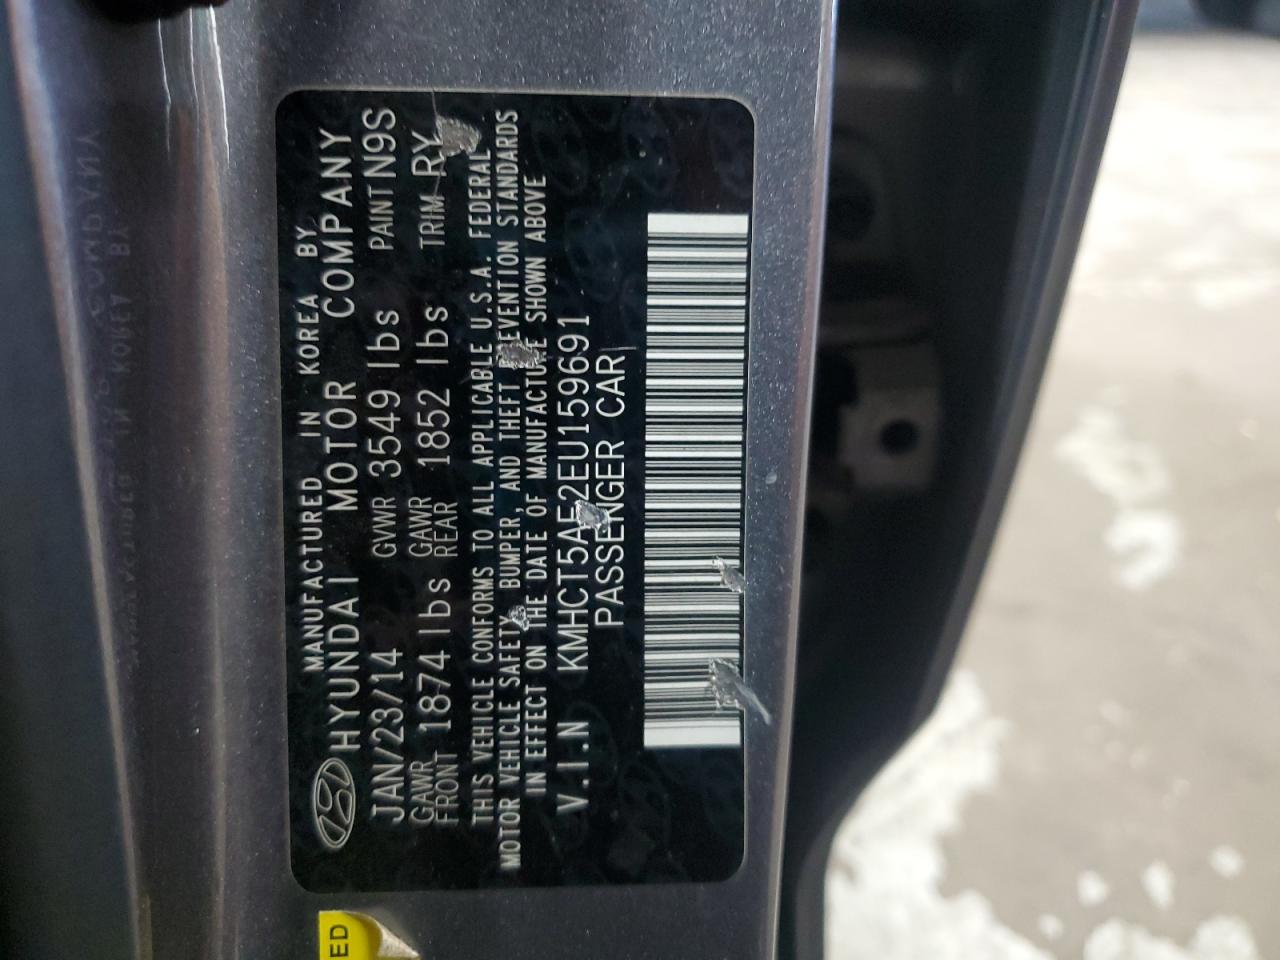 MANUFACTURED IN KOREA BY
HYUNDAI MOTOR COMPANY
JAN/23/14 GVWR 3549 lbs PAINT N9S
GAWR FRONT 1874 lbs GAWR REAR 1852 lbs TRIM RY
THIS VEHICLE CONFORMS TO ALL APPLICABLE U.S.A. FEDERAL
MOTOR VEHICLE SAFETY, BUMPER, AND THEFT PREVENTION STANDARDS
IN EFFECT ON THE DATE OF MANUFACTURE SHOWN ABOVE
V.I.N KMHCT5AE2EU159691
PASSENGER CAR
ED